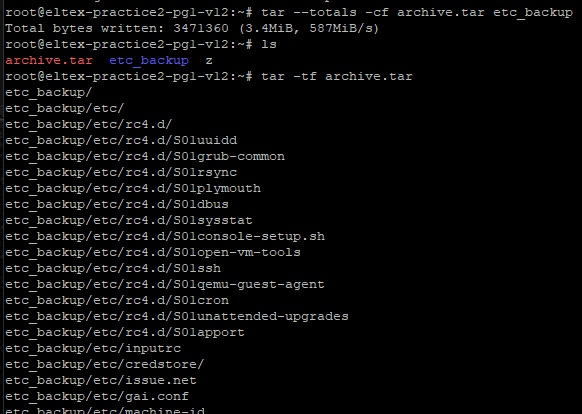 root@eltex-practice2-pg1-v12:~# tar --totals -cf archive.tar etc_backup
Total bytes written: 3471360 (3.4MiB, 587MiB/s)
root@eltex-practice2-pg1-v12:~# ls
archive.tar  etc_backup  z
root@eltex-practice2-pg1-v12:~# tar -tf archive.tar
etc_backup/
etc_backup/etc/
etc_backup/etc/rc4.d/
etc_backup/etc/rc4.d/S01uuidd
etc_backup/etc/rc4.d/S01grub-common
etc_backup/etc/rc4.d/S01rsync
etc_backup/etc/rc4.d/S01plymouth
etc_backup/etc/rc4.d/S01dbus
etc_backup/etc/rc4.d/S01sysstat
etc_backup/etc/rc4.d/S01console-setup.sh
etc_backup/etc/rc4.d/S01open-vm-tools
etc_backup/etc/rc4.d/S01ssh
etc_backup/etc/rc4.d/S01qemu-guest-agent
etc_backup/etc/rc4.d/S01cron
etc_backup/etc/rc4.d/S01unattended-upgrades
etc_backup/etc/rc4.d/S01apport
etc_backup/etc/inputrc
etc_backup/etc/credstore/
etc_backup/etc/issue.net
etc_backup/etc/gai.conf
etc_backup/etc/machine-id